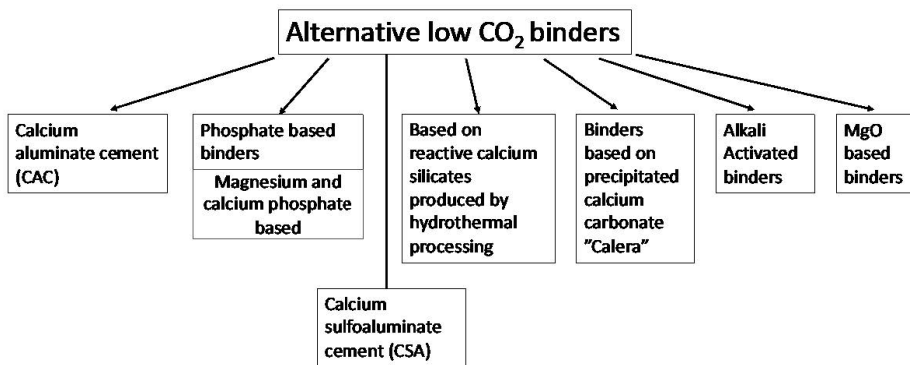 Alternative low CO₂ binders
Calcium
aluminate cement
(CAC)
Phosphate based
binders
Magnesium and
calcium phosphate
based
Based on
reactive calcium
silicates
produced by
hydrothermal
processing
Binders
based on
precipitated
calcium
carbonate
”Calera”
Alkali
Activated
binders
MgO
based
binders
Calcium
sulfoaluminate
cement (CSA)